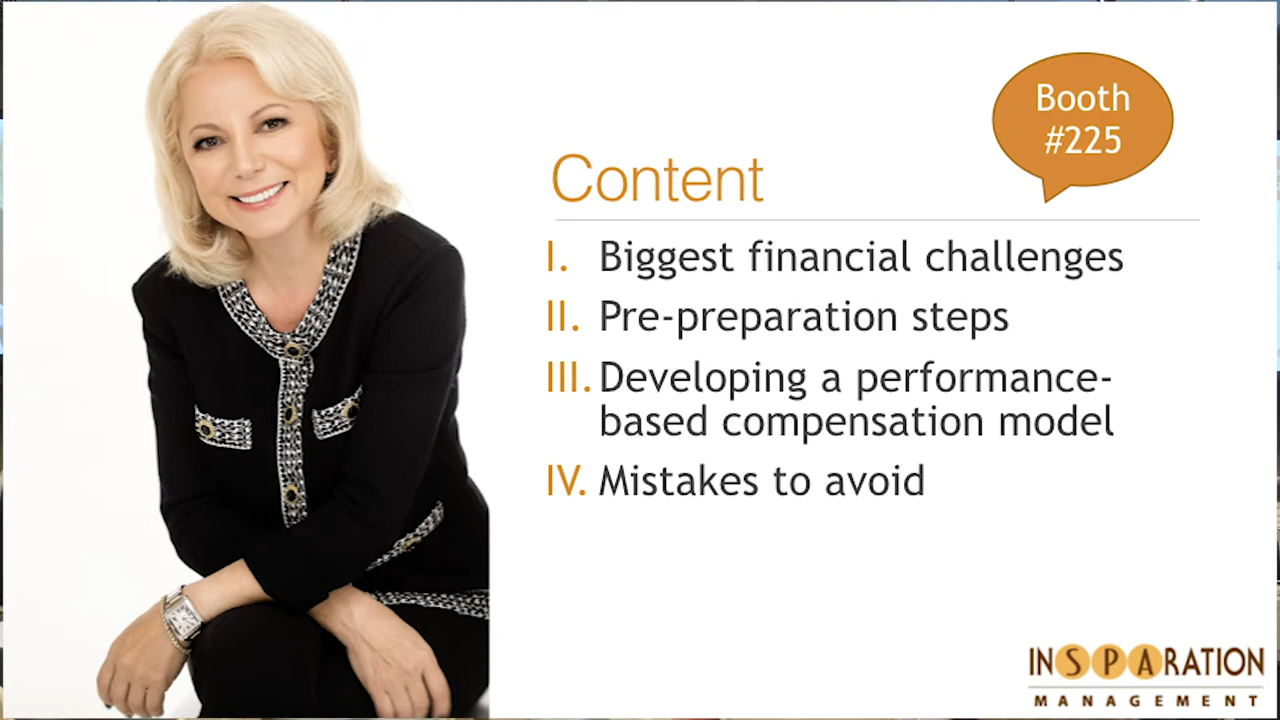 Booth
#225
Content
I. Biggest financial challenges
II. Pre-preparation steps
III. Developing a performance-
based compensation model
IV. Mistakes to avoid
INSPARATION
MANAGEMENT